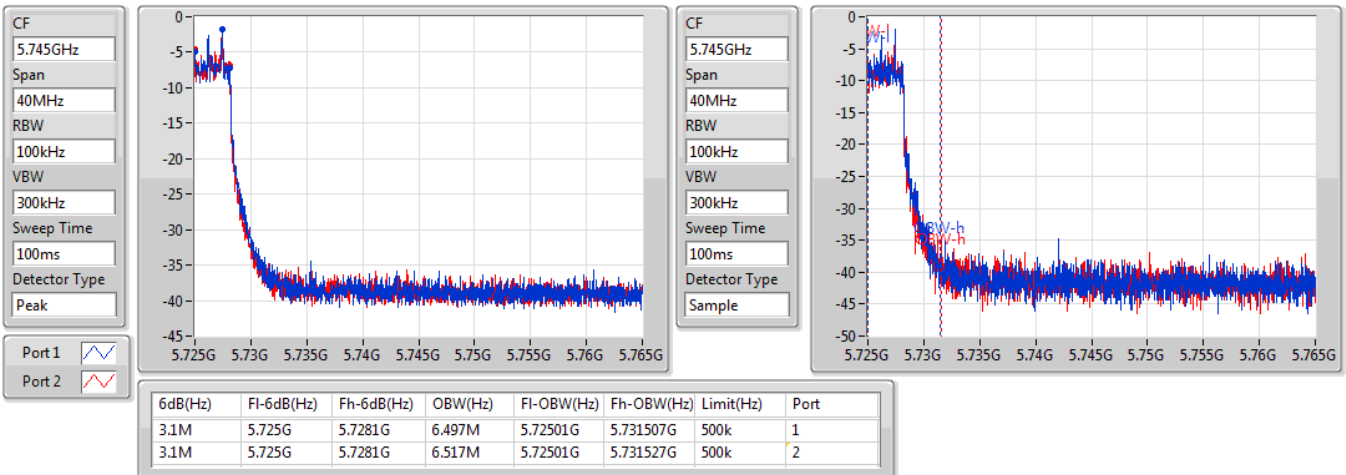 CF
5.745GHz
Span
40MHz
RBW
100kHz
VBW
300kHz
Sweep Time
100ms
Detector Type
Peak
Port 1
Port 2
0
-5
-10
-15
-20
-25
-30
-35
-40
-45
5.725G 5.73G 5.735G 5.74G 5.745G 5.75G 5.755G 5.76G 5.765G
CF
5.745GHz
Span
40MHz
RBW
100kHz
VBW
300kHz
Sweep Time
100ms
Detector Type
Sample
0
-5
-10
-15
-20
-25
-30
-35
-40
-45
-50
OBW-h
OBW-h
5.725G 5.73G 5.735G 5.74G 5.745G 5.75G 5.755G 5.76G 5.765G
6dB(Hz) Fl-6dB(Hz) Fh-6dB(Hz) OBW(Hz) Fl-OBW(Hz) Fh-OBW(Hz) Limit(Hz) Port
3.1M 5.725G 5.7281G 6.497M 5.72501G 5.731507G 500k 1
3.1M 5.725G 5.7281G 6.517M 5.72501G 5.731527G 500k 2